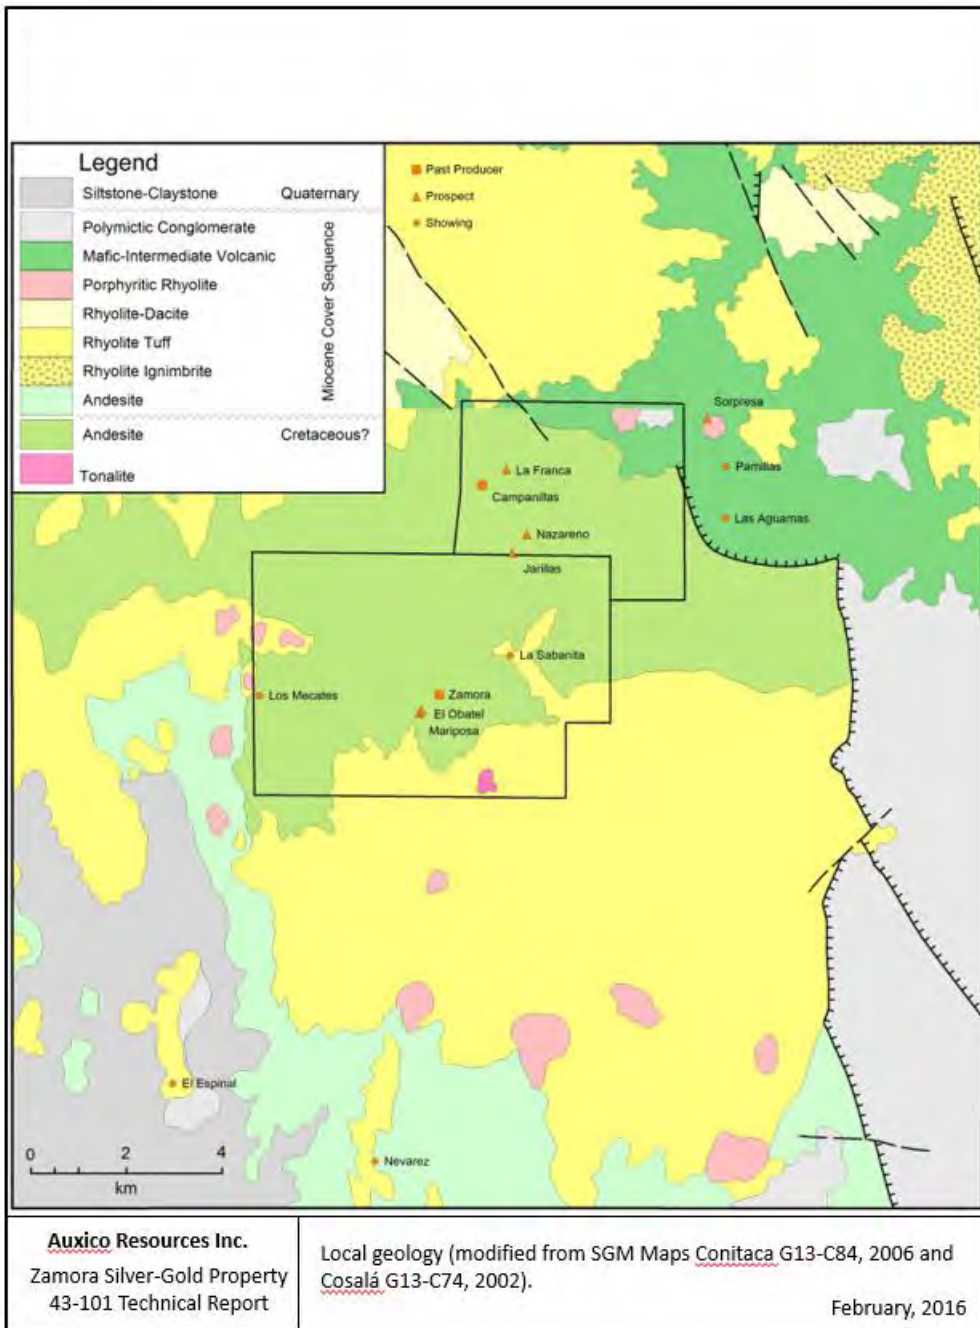 Legend
Siltstone-Claystone Quaternary
Polymictic Conglomerate
Mafic-Intermediate Volcanic
Porphyritic Rhyolite
Rhyolite-Dacite
Rhyolite Tuff
Rhyolite Ignimbrite
Andesite
Miocene Cover Sequence
Andesite Cretaceous?
Tonalite
Past Producer
Prospect
Showing
Sorpresa
Pamillas
La Franca
Campanillas
Las Aguamas
Nazareno
Jarillas
La Sabanita
Los Mecates
Zamora
El Obatel
Mariposa
El Espinal
Nevarez
0 2 4
km
Auxico Resources Inc.
Zamora Silver-Gold Property
43-101 Technical Report
Local geology (modified from SGM Maps Conitaca G13-C84, 2006 and
Cosalá G13-C74, 2002).
February, 2016